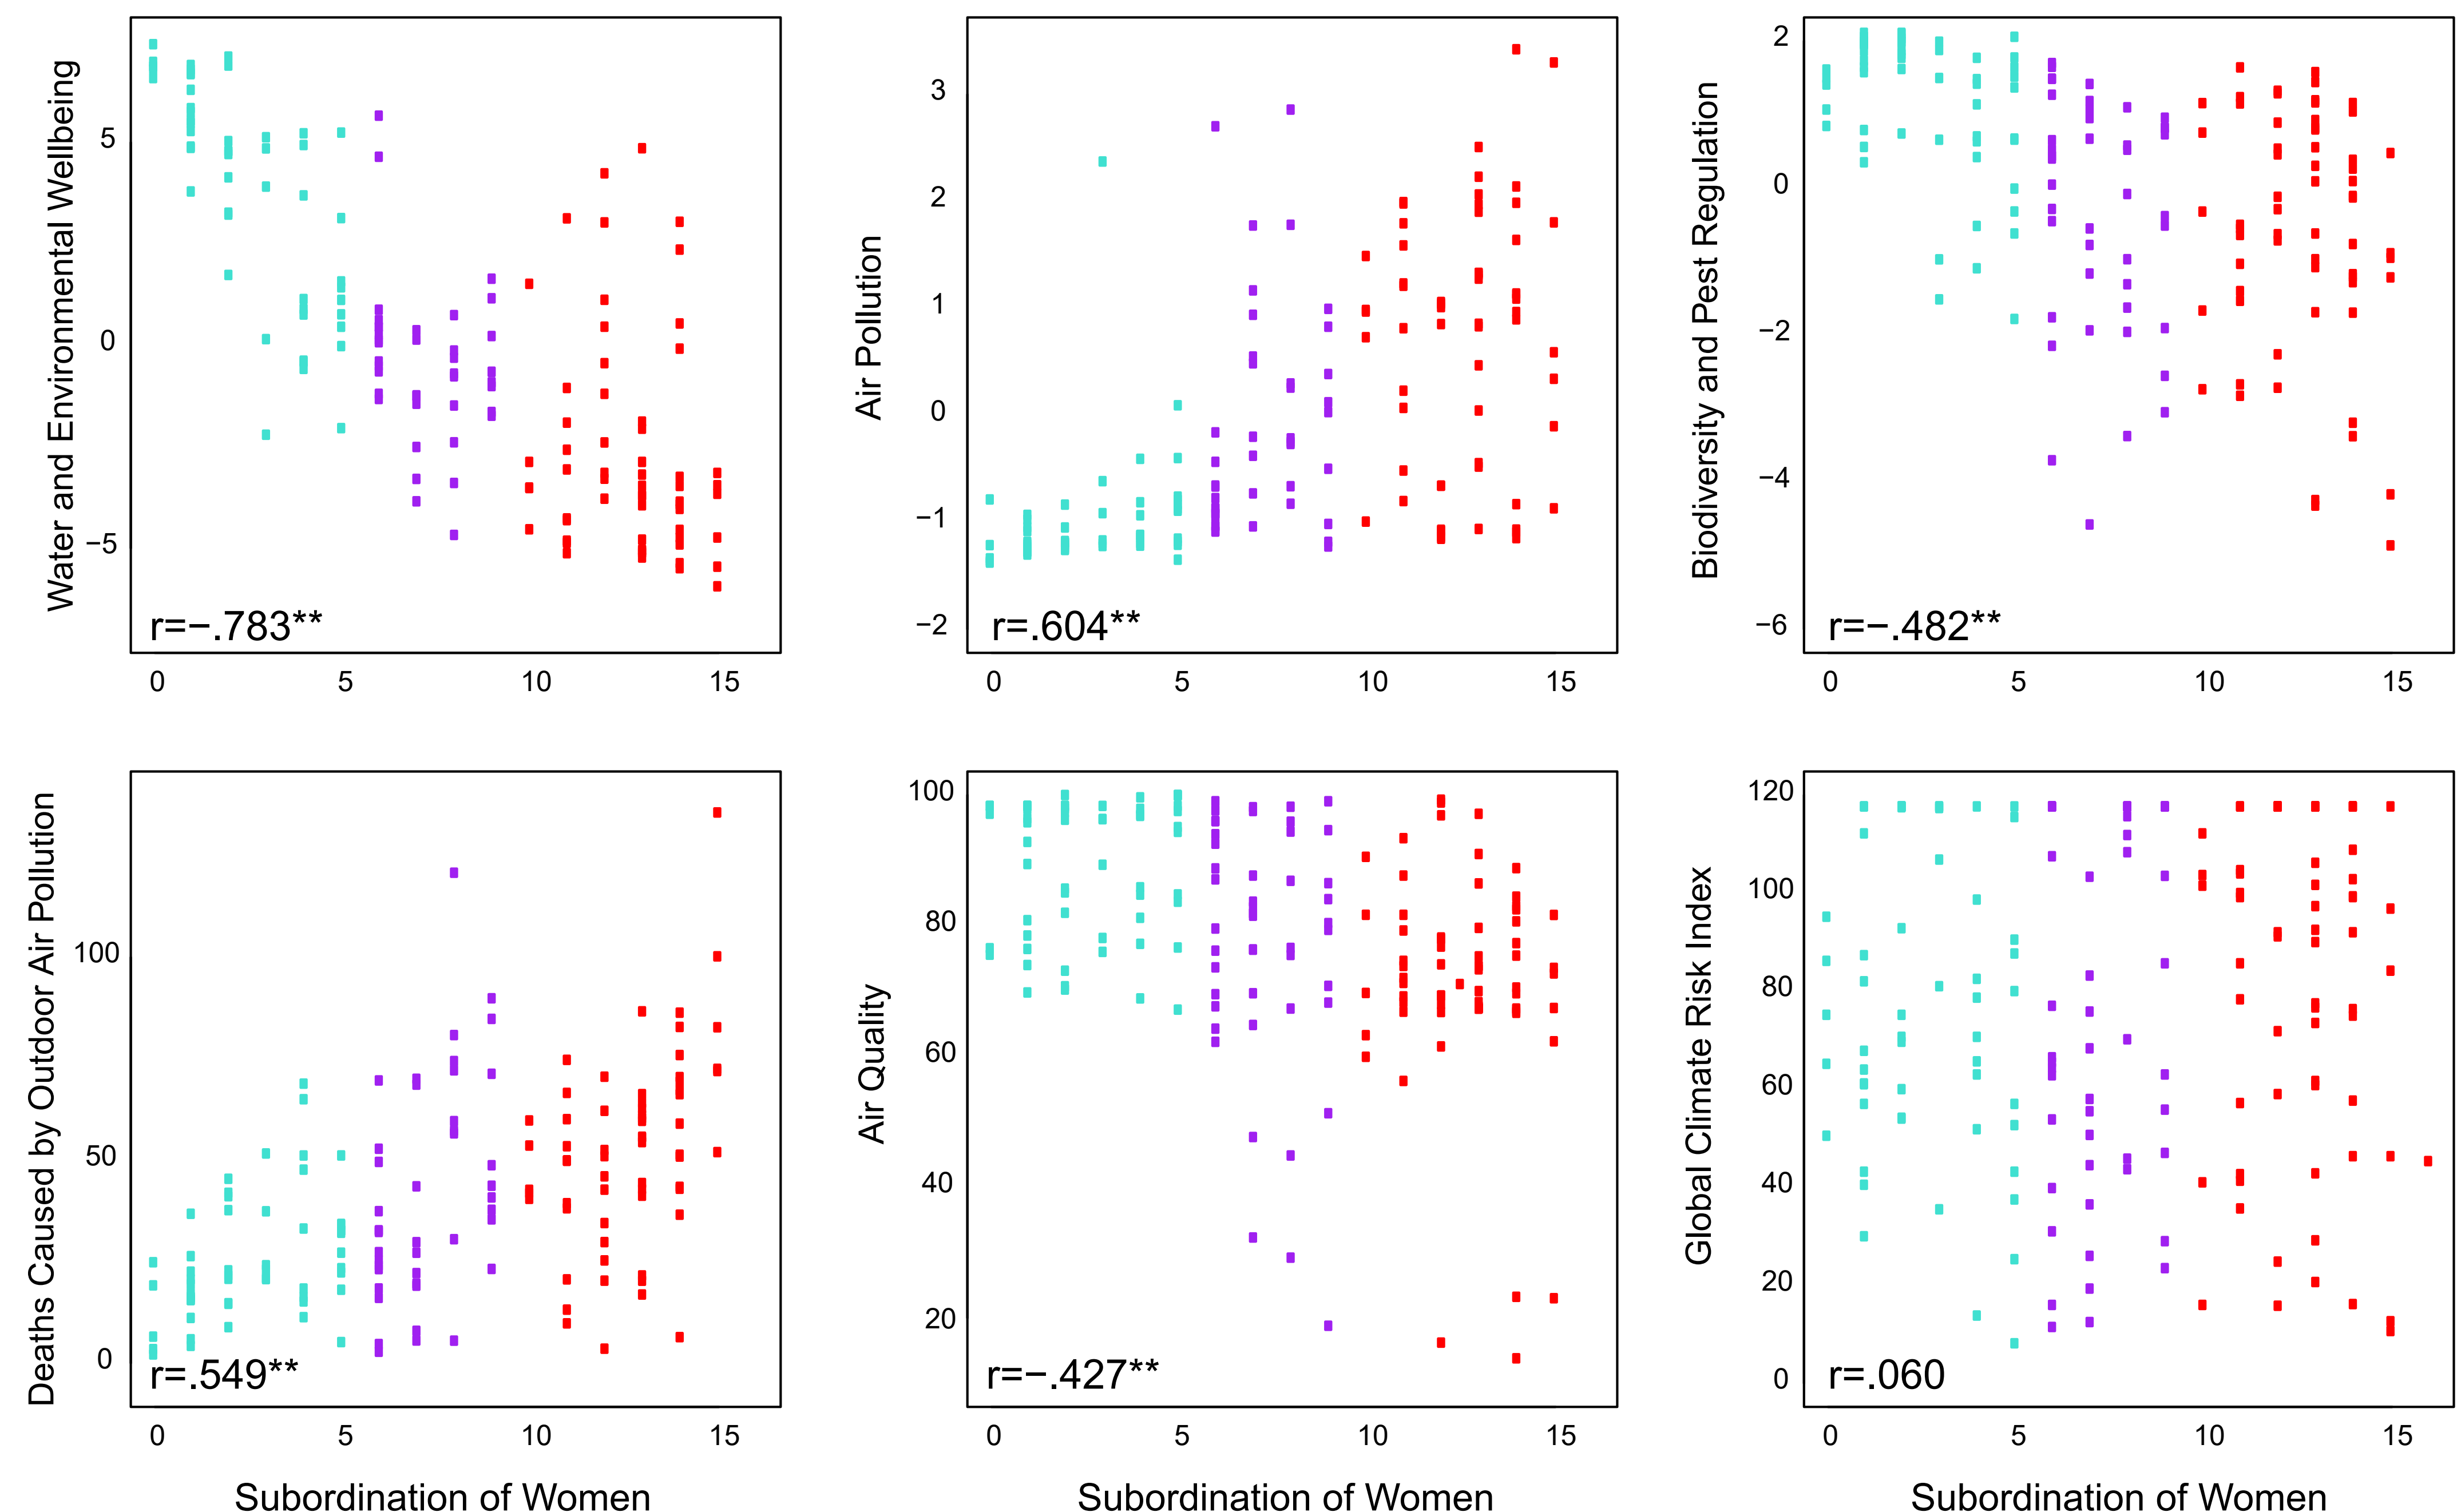 Water and Environmental Wellbeing
5
0
−5
r=−.783**
0 5 10 15
Air Pollution
3
2
1
0
−1
−2
r=.604**
0 5 10 15
Biodiversity and Pest Regulation
2
0
−2
−4
−6
r=−.482**
0 5 10 15
Deaths Caused by Outdoor Air Pollution
100
50
0
r=.549**
0 5 10 15
Subordination of Women
Air Quality
100
80
60
40
20
r=−.427**
0 5 10 15
Subordination of Women
Global Climate Risk Index
120
100
80
60
40
20
0
r=.060
0 5 10 15
Subordination of Women